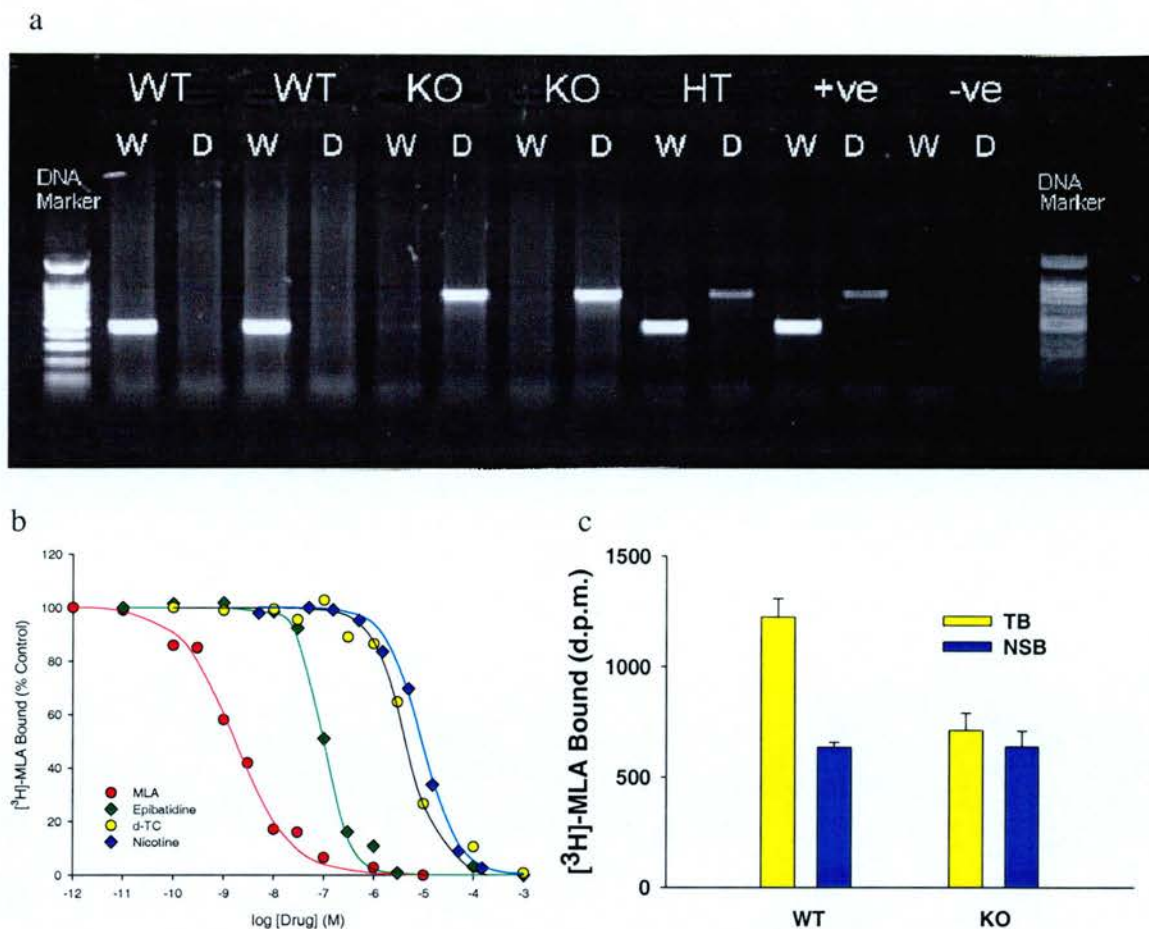 a
WT WT KO KO HT +ve -ve
W D W D W D W D W D W D W D
DNA Marker
DNA Marker
b
120
100
80
60
40
20
0
[³H]-MLA Bound (% Control)
MLA
Epibatidine
d-TC
Nicotine
-12 -11 -10 -9 -8 -7 -6 -5 -4 -3
log [Drug] (M)
c
1500
1000
500
0
[³H]-MLA Bound (d.p.m.)
TB
NSB
WT KO